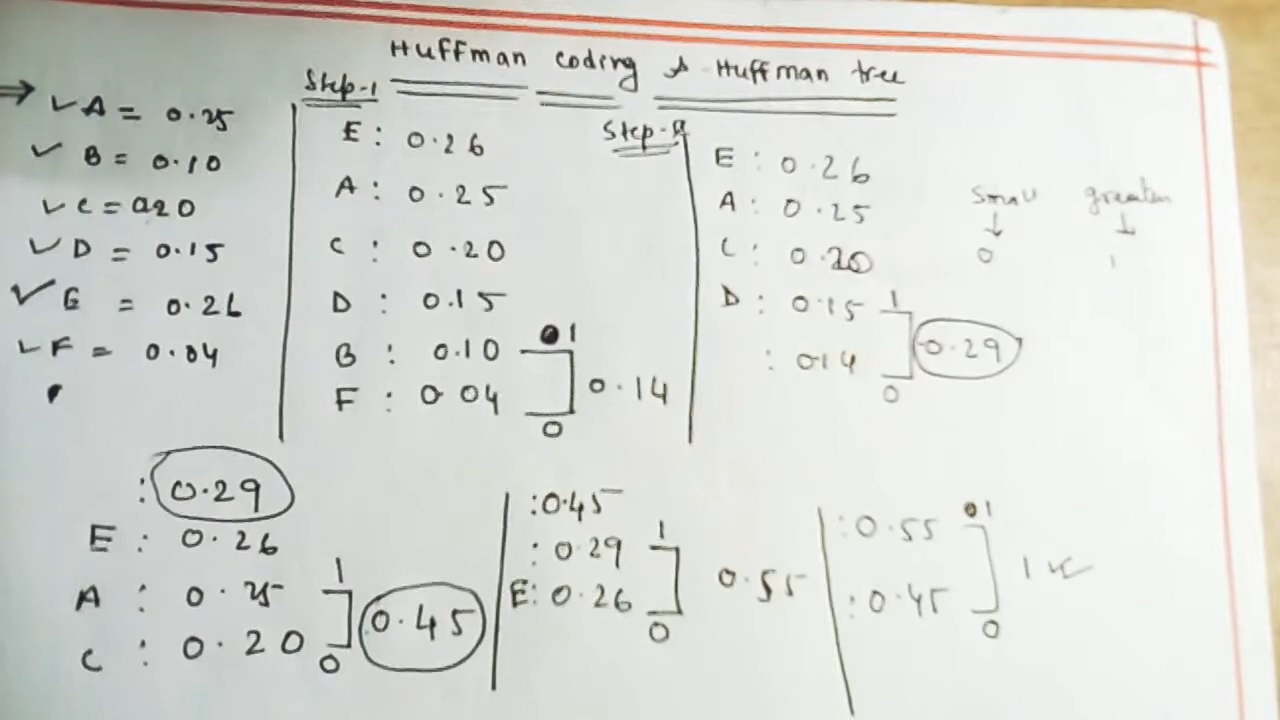 Huffman coding & Huffman tree
⇒ ✓ A = 0.25
✓ B = 0.10
✓ C = 0.20
✓ D = 0.15
✓ E = 0.26
✓ F = 0.04
Step-1
E : 0.26
A : 0.25
C : 0.20
D : 0.15
B : 0.10 1
F : 0.04 0
0.14
Step-2
E : 0.26
A : 0.25
C : 0.20
D : 0.15 1
: 0.14 0
0.29
small greater
↓ ↓
0 1
: 0.29
E : 0.26
A : 0.25 1
C : 0.20 0
0.45
: 0.45
: 0.29 1
E : 0.26 0
0.55
: 0.55 1
: 0.45 0
1 ✓